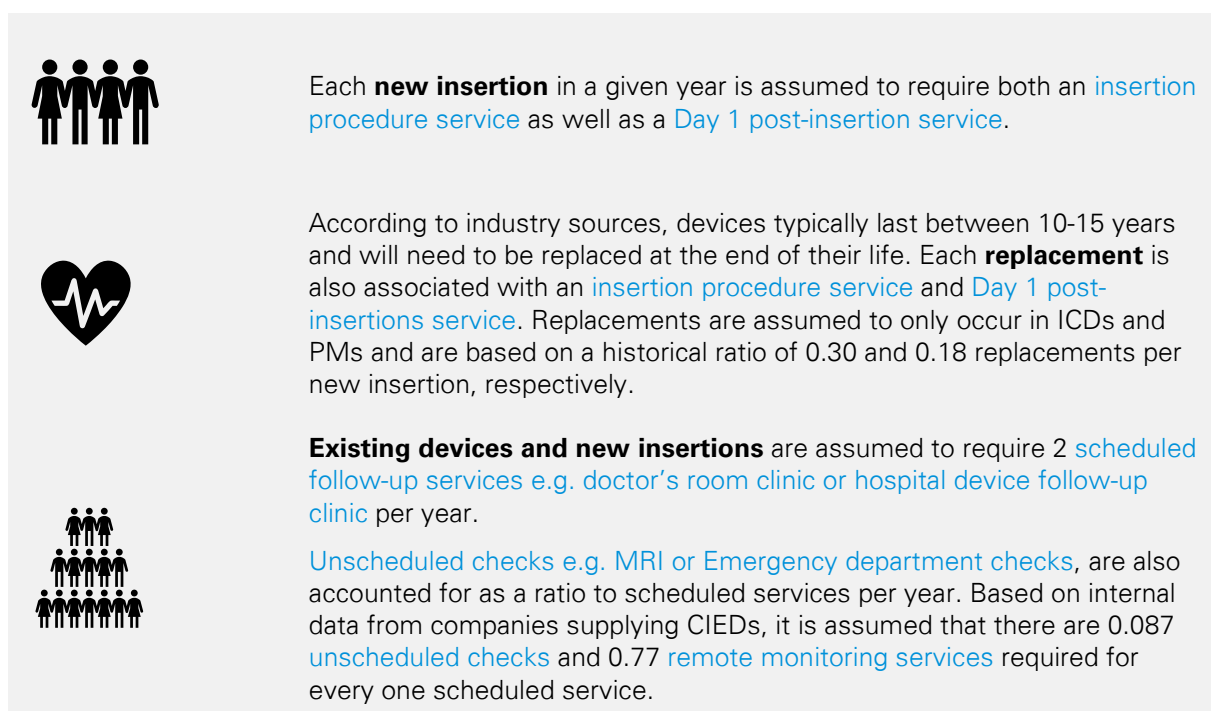 Each new insertion in a given year is assumed to require both an insertion
procedure service as well as a Day 1 post-insertion service.
According to industry sources, devices typically last between 10-15 years
and will need to be replaced at the end of their life. Each replacement is
also associated with an insertion procedure service and Day 1 post-
insertions service. Replacements are assumed to only occur in ICDs and
PMs and are based on a historical ratio of 0.30 and 0.18 replacements per
new insertion, respectively.
Existing devices and new insertions are assumed to require 2 scheduled
follow-up services e.g. doctor's room clinic or hospital device follow-up
clinic per year.
Unscheduled checks e.g. MRI or Emergency department checks, are also
accounted for as a ratio to scheduled services per year. Based on internal
data from companies supplying CIEDs, it is assumed that there are 0.087
unscheduled checks and 0.77 remote monitoring services required for
every one scheduled service.